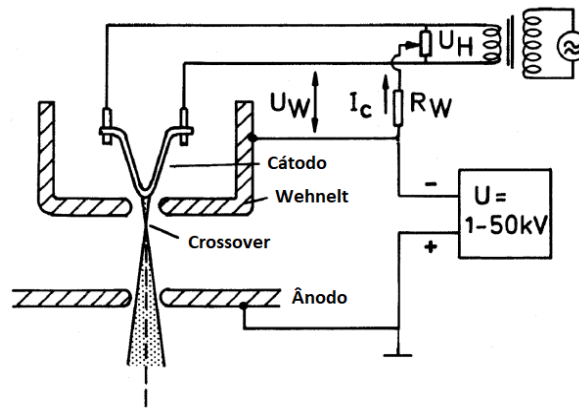 U_H
U_W
I_c
R_W
Cátodo
Wehnelt
Crossover
Ânodo
-
+
U =
1-50kV